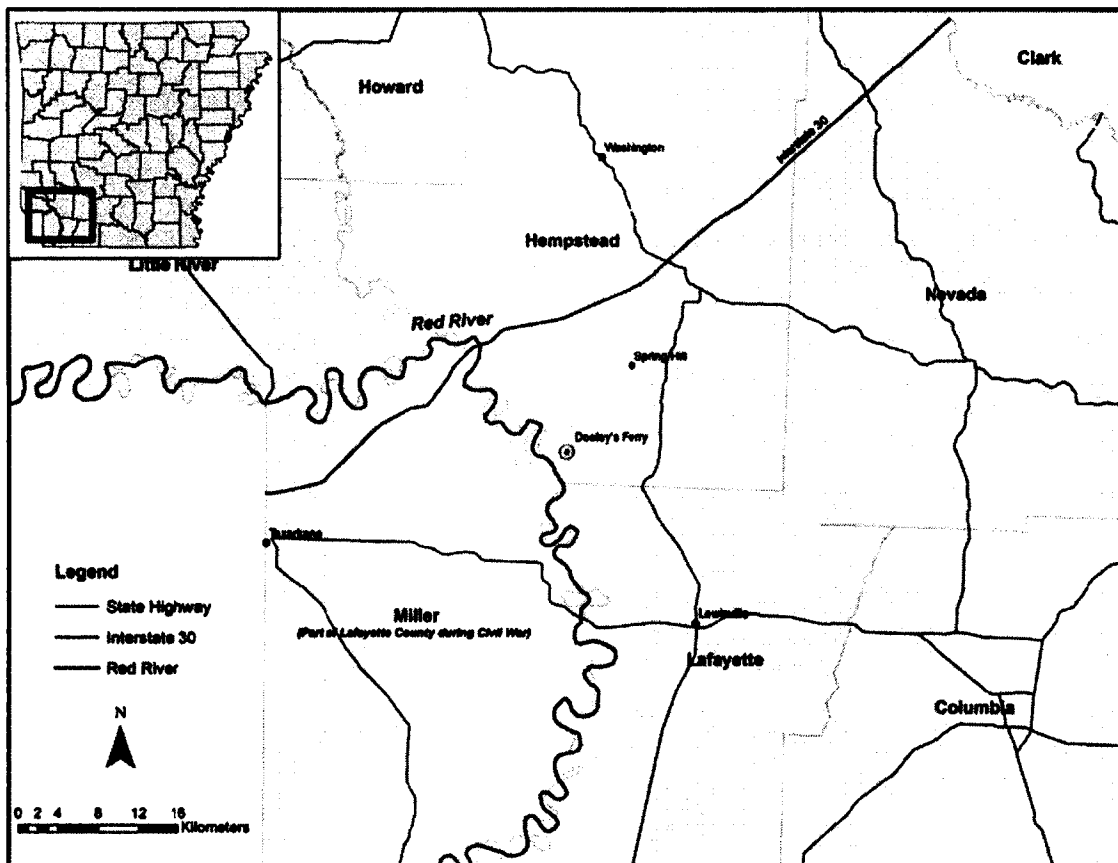 Howard
Clark
Interstate 30
Washington
Hempstead
Little River
Nevada
Red River
Spring Hill
Dooley's Ferry
Texarkana
Legend
State Highway
Interstate 30
Red River
Miller
(Part of Lafayette County during Civil War)
Lewisville
Lafayette
Columbia
N
0 2 4 8 12 16
Kilometers